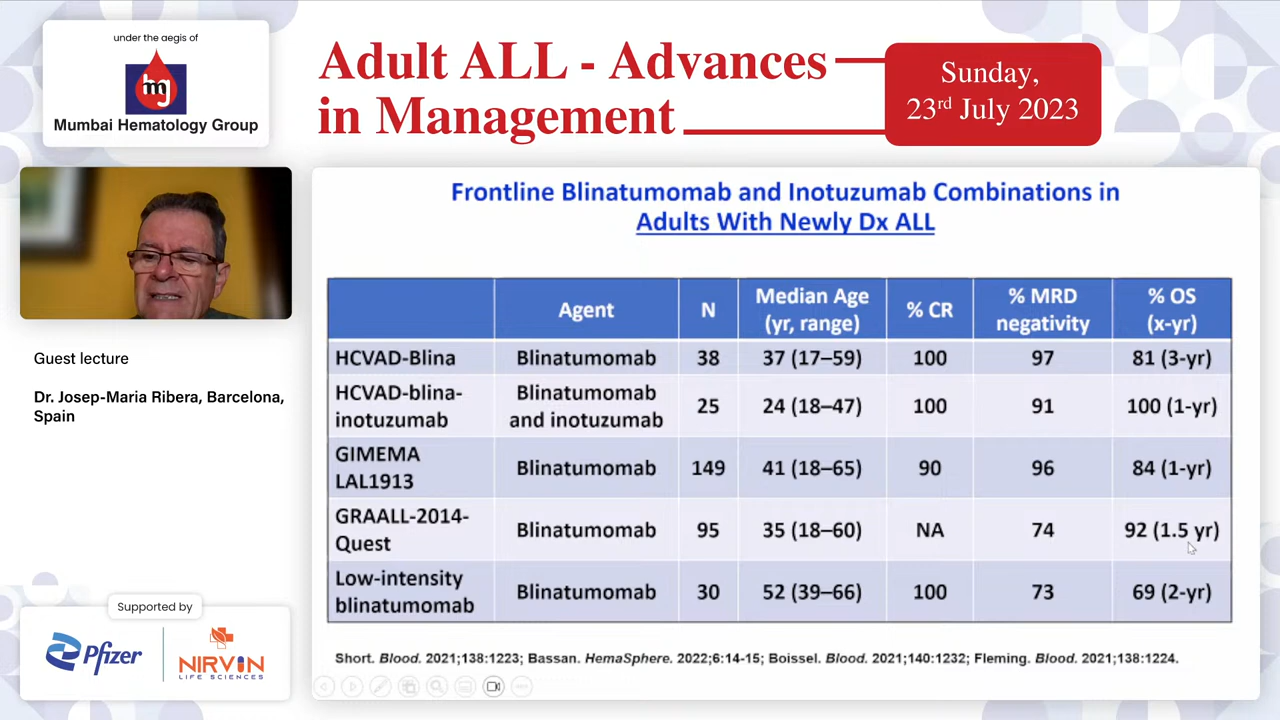 under the aegis of
mj
Mumbai Hematology Group
Adult ALL - Advances
in Management
Sunday,
23rd July 2023
Guest lecture
Dr. Josep-Maria Ribera, Barcelona,
Spain
Supported by
Pfizer
NIRVIN
LIFE SCIENCES
Frontline Blinatumomab and Inotuzumab Combinations in
Adults With Newly Dx ALL
Agent N Median Age (yr, range) % CR % MRD negativity % OS (x-yr)
HCVAD-Blina Blinatumomab 38 37 (17–59) 100 97 81 (3-yr)
HCVAD-blina-inotuzumab Blinatumomab and inotuzumab 25 24 (18–47) 100 91 100 (1-yr)
GIMEMA LAL1913 Blinatumomab 149 41 (18–65) 90 96 84 (1-yr)
GRAALL-2014-Quest Blinatumomab 95 35 (18–60) NA 74 92 (1.5 yr)
Low-intensity blinatumomab Blinatumomab 30 52 (39–66) 100 73 69 (2-yr)
Short. Blood. 2021;138:1223; Bassan. HemaSphere. 2022;6:14-15; Boissel. Blood. 2021;140:1232; Fleming. Blood. 2021;138:1224.